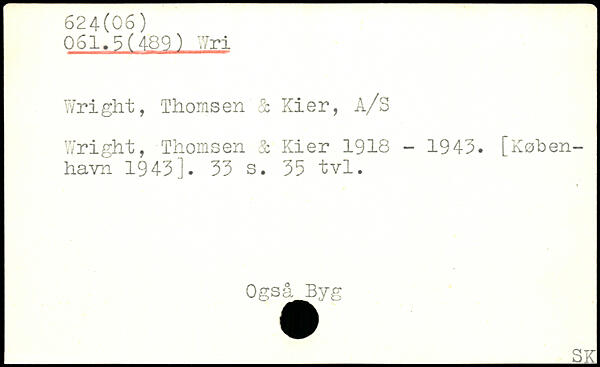 624(06)
061.5(489) Wri
Wright, Thomsen & Kier, A/S
Wright, Thomsen & Kier 1918 - 1943. [Køben-
havn 1943]. 33 s. 35 tvl.
Også Byg
SK